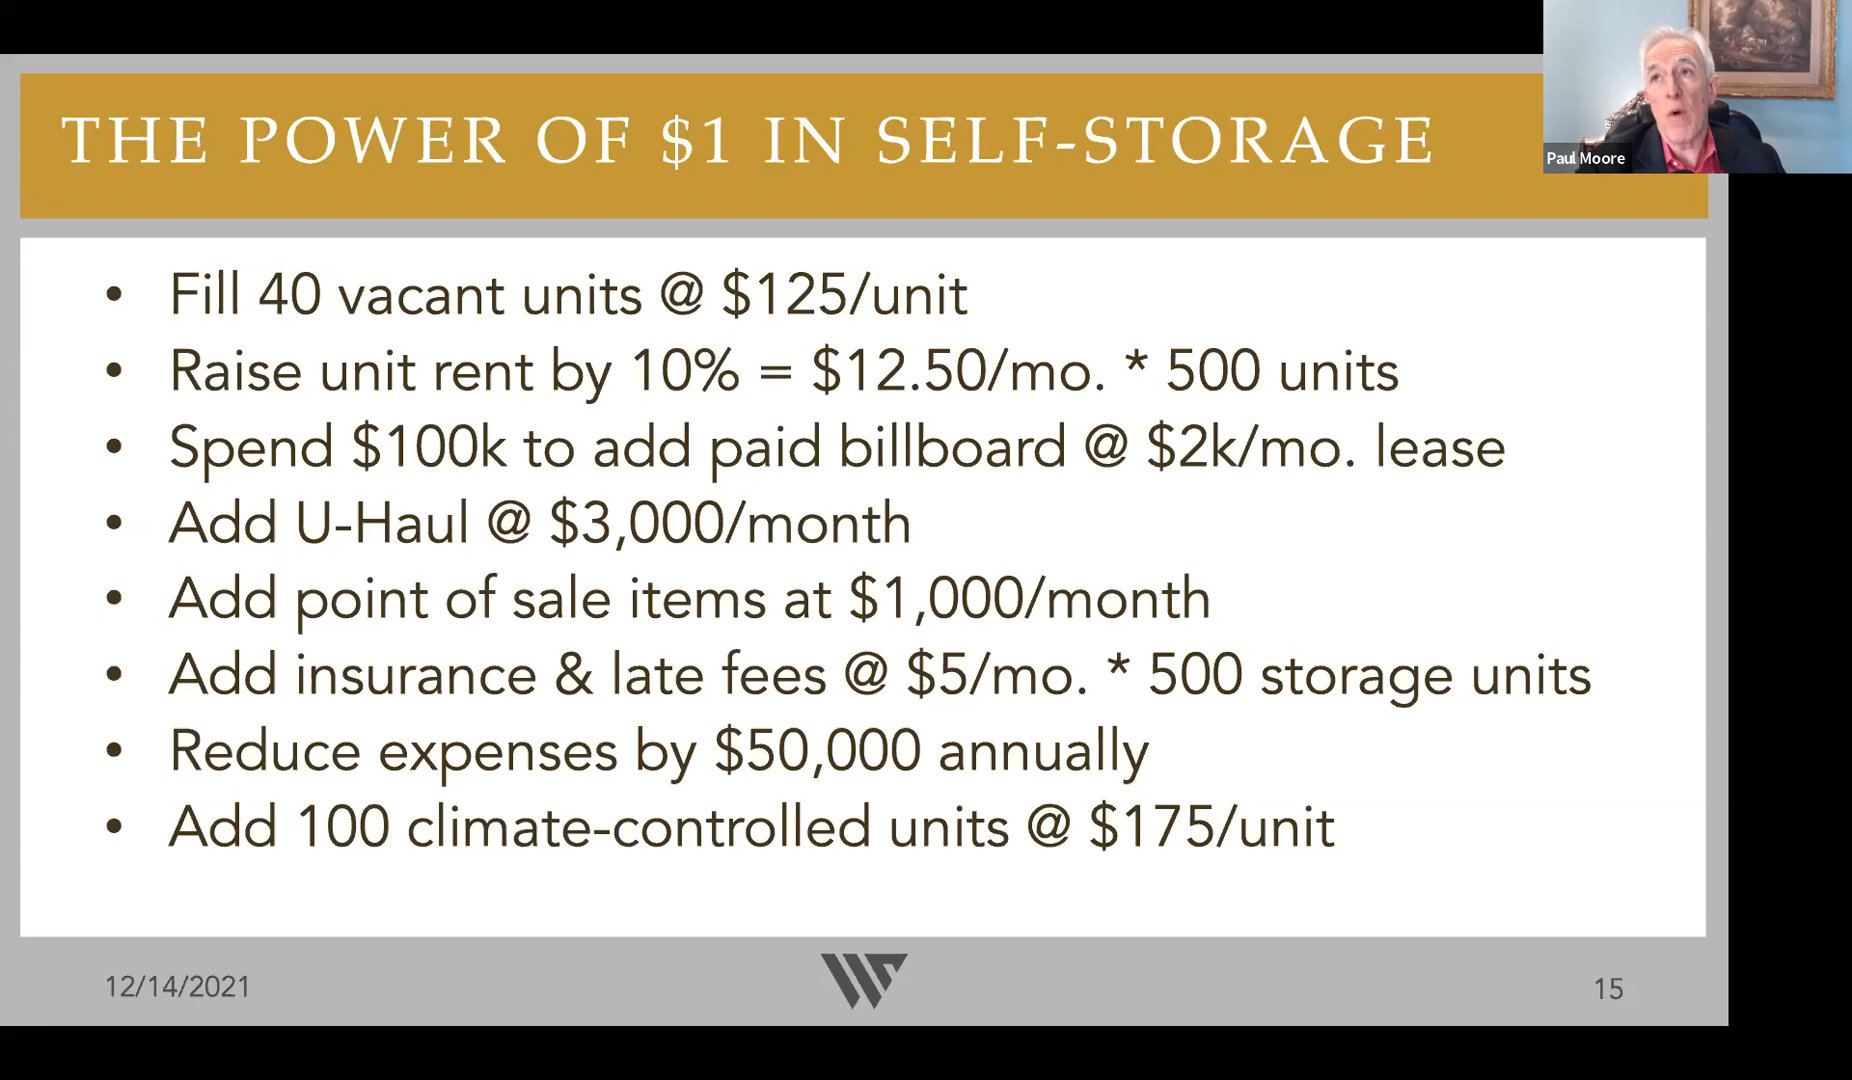 THE POWER OF $1 IN SELF-STORAGE
Paul Moore
• Fill 40 vacant units @ $125/unit
• Raise unit rent by 10% = $12.50/mo. * 500 units
• Spend $100k to add paid billboard @ $2k/mo. lease
• Add U-Haul @ $3,000/month
• Add point of sale items at $1,000/month
• Add insurance & late fees @ $5/mo. * 500 storage units
• Reduce expenses by $50,000 annually
• Add 100 climate-controlled units @ $175/unit
12/14/2021
15